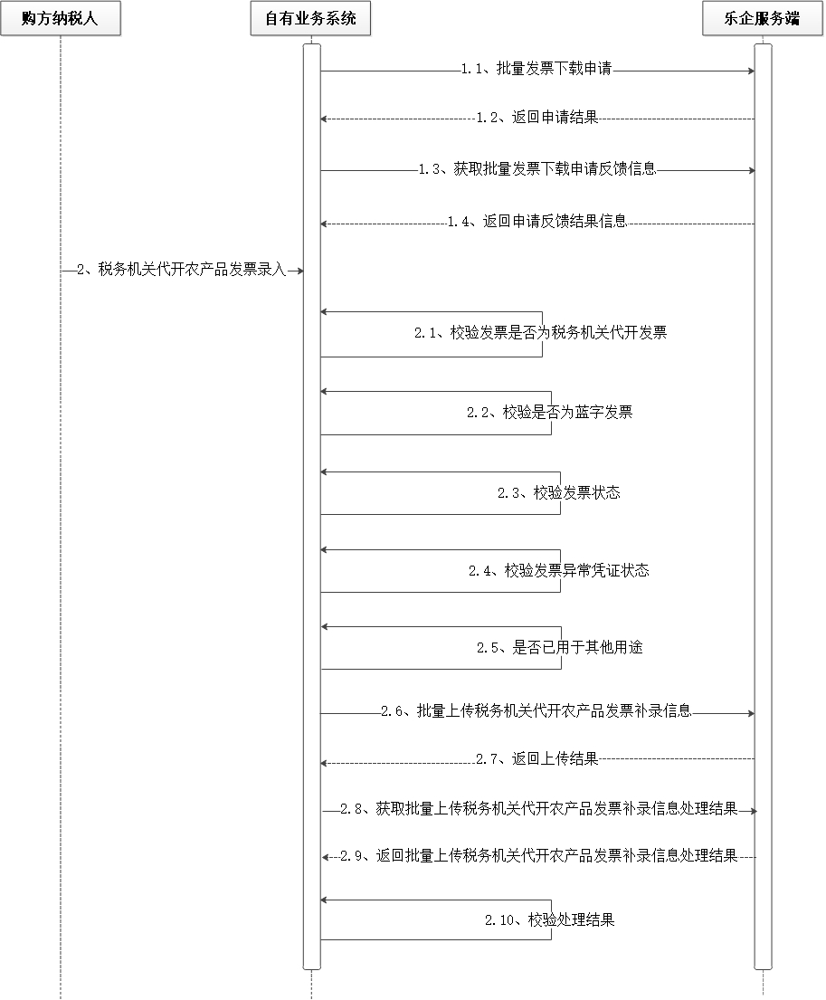 购方纳税人
自有业务系统
乐企服务端
1.1、批量发票下载申请
1.2、返回申请结果
1.3、获取批量发票下载申请反馈信息
1.4、返回申请反馈结果信息
2、税务机关代开农产品发票录入
2.1、校验发票是否为税务机关代开发票
2.2、校验是否为蓝字发票
2.3、校验发票状态
2.4、校验发票异常凭证状态
2.5、是否已用于其他用途
2.6、批量上传税务机关代开农产品发票补录信息
2.7、返回上传结果
2.8、获取批量上传税务机关代开农产品发票补录信息处理结果
2.9、返回批量上传税务机关代开农产品发票补录信息处理结果
2.10、校验处理结果